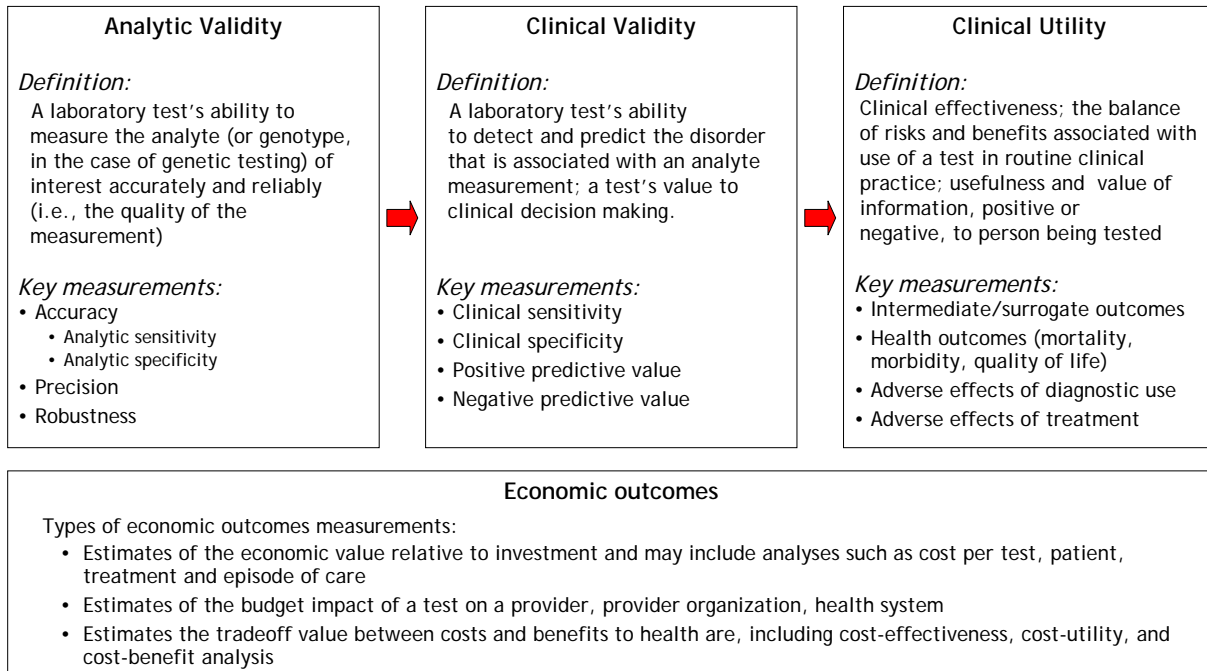 Analytic Validity
Definition:
A laboratory test's ability to
measure the analyte (or genotype,
in the case of genetic testing) of
interest accurately and reliably
(i.e., the quality of the
measurement)
Key measurements:
• Accuracy
• Analytic sensitivity
• Analytic specificity
• Precision
• Robustness
Clinical Validity
Definition:
A laboratory test's ability
to detect and predict the disorder
that is associated with an analyte
measurement; a test's value to
clinical decision making.
Key measurements:
• Clinical sensitivity
• Clinical specificity
• Positive predictive value
• Negative predictive value
Clinical Utility
Definition:
Clinical effectiveness; the balance
of risks and benefits associated with
use of a test in routine clinical
practice; usefulness and value of
information, positive or
negative, to person being tested
Key measurements:
• Intermediate/surrogate outcomes
• Health outcomes (mortality,
morbidity, quality of life)
• Adverse effects of diagnostic use
• Adverse effects of treatment
Economic outcomes
Types of economic outcomes measurements:
• Estimates of the economic value relative to investment and may include analyses such as cost per test, patient,
treatment and episode of care
• Estimates of the budget impact of a test on a provider, provider organization, health system
• Estimates the tradeoff value between costs and benefits to health are, including cost-effectiveness, cost-utility, and
cost-benefit analysis